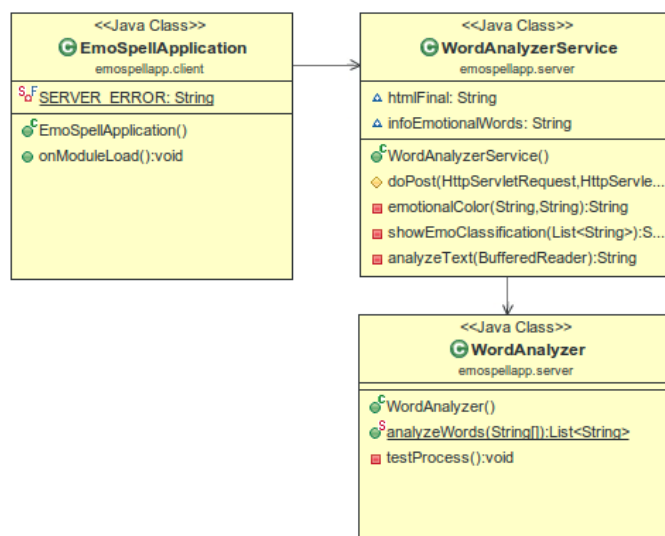 <<Java Class>>
EmoSpellApplication
emospellapp.client
SERVER_ERROR: String
EmoSpellApplication()
onModuleLoad():void
<<Java Class>>
WordAnalyzerService
emospellapp.server
htmlFinal: String
infoEmotionalWords: String
WordAnalyzerService()
doPost(HttpServletRequest,HttpServle...
emotionalColor(String,String):String
showEmoClassification(List<String>):S...
analyzeText(BufferedReader):String
<<Java Class>>
WordAnalyzer
emospellapp.server
WordAnalyzer()
analyzeWords(String[]):List<String>
testProcess():void